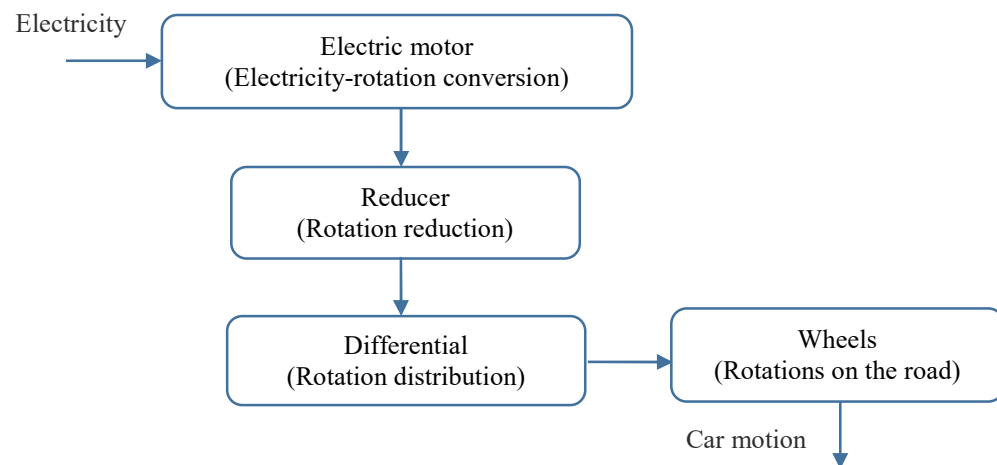 Electricity
Electric motor
(Electricity-rotation conversion)
Reducer
(Rotation reduction)
Differential
(Rotation distribution)
Wheels
(Rotations on the road)
Car motion